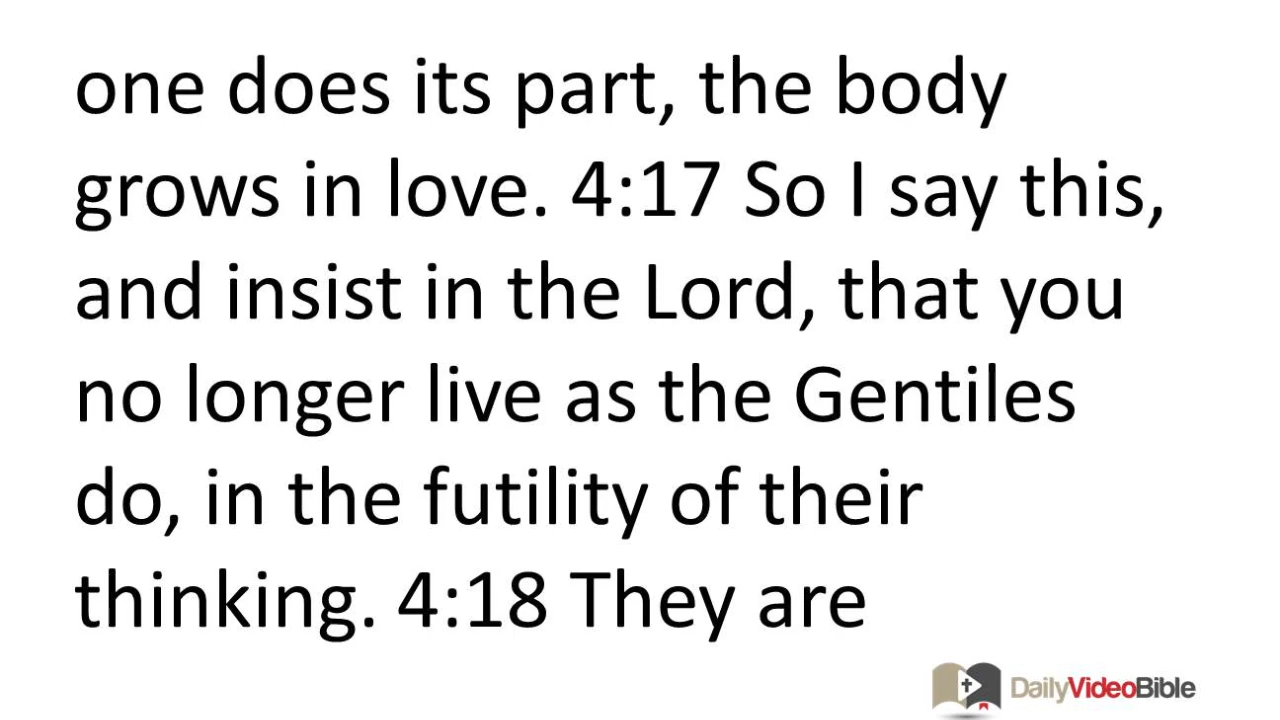 one does its part, the body
grows in love. 4:17 So I say this,
and insist in the Lord, that you
no longer live as the Gentiles
do, in the futility of their
thinking. 4:18 They are
DailyVideoBible